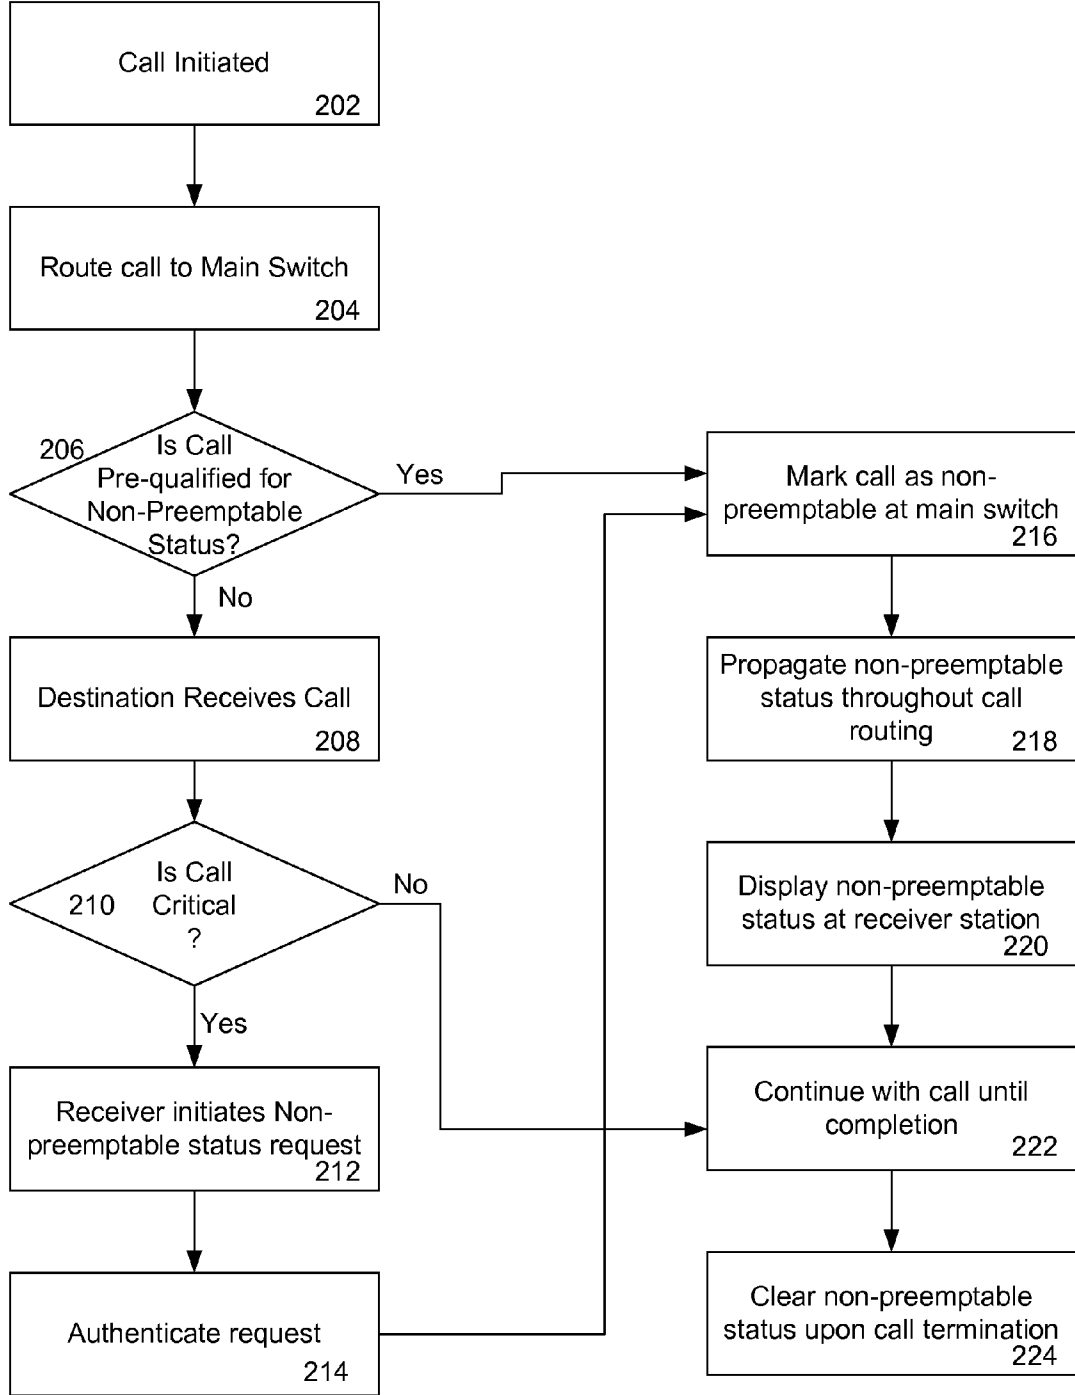 Call Initiated
202
Route call to Main Switch
204
206
Is Call
Pre-qualified for
Non-Preemptable
Status?
Yes
No
Destination Receives Call
208
Is Call
210 Critical
?
No
Yes
Receiver initiates Non-
preemptable status request
212
Authenticate request
214
Mark call as non-
preemptable at main switch
216
Propagate non-preemptable
status throughout call
routing
218
Display non-preemptable
status at receiver station
220
Continue with call until
completion
222
Clear non-preemptable
status upon call termination
224